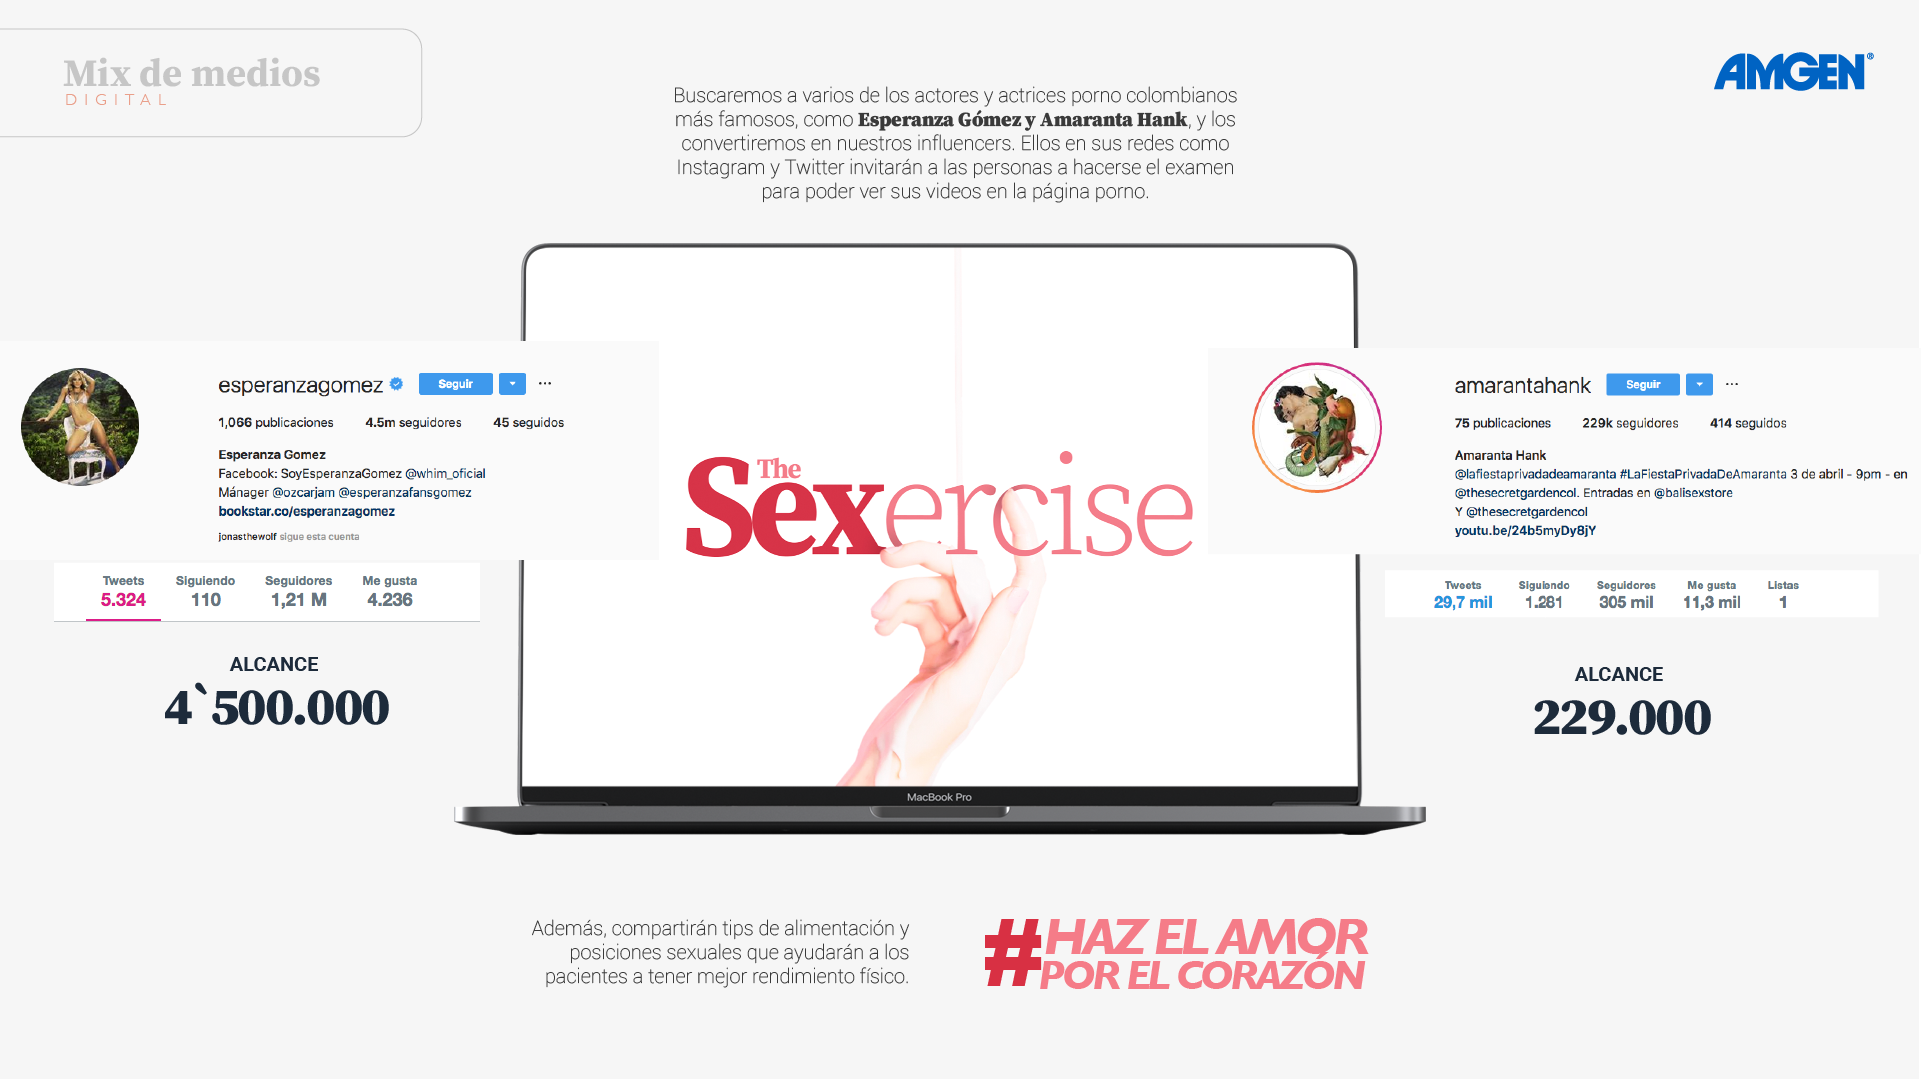 Mix de medios
DIGITAL
AMGEN®
Buscaremos a varios de los actores y actrices porno colombianos
más famosos, como Esperanza Gómez y Amaranta Hank, y los
convertiremos en nuestros influencers. Ellos en sus redes como
Instagram y Twitter invitarán a las personas a hacerse el examen
para poder ver sus videos en la página porno.
esperanzagomez Seguir ...
1,066 publicaciones 4.5m seguidores 45 seguidos
Esperanza Gomez
Facebook: SoyEsperanzaGomez @whim_oficial
Mánager @ozcarjam @esperanzafansgomez
bookstar.co/esperanzagomez
jonasthewolf sigue esta cuenta
Tweets Siguiendo Seguidores Me gusta
5.324 110 1,21 M 4.236
ALCANCE
4`500.000
The
Sexercise
MacBook Pro
amarantahank Seguir ...
75 publicaciones 229k seguidores 414 seguidos
Amaranta Hank
@lafiestaprivadadeamaranta #LaFiestaPrivadaDeAmaranta 3 de abril - 9pm - en
@thesecretgardencol. Entradas en @balisexstore
Y @thesecretgardencol
youtu.be/24b5myDy8jY
Tweets Siguiendo Seguidores Me gusta Listas
29,7 mil 1.281 305 mil 11,3 mil 1
ALCANCE
229.000
Además, compartirán tips de alimentación y
posiciones sexuales que ayudarán a los
pacientes a tener mejor rendimiento físico.
#HAZ EL AMOR
POR EL CORAZÓN